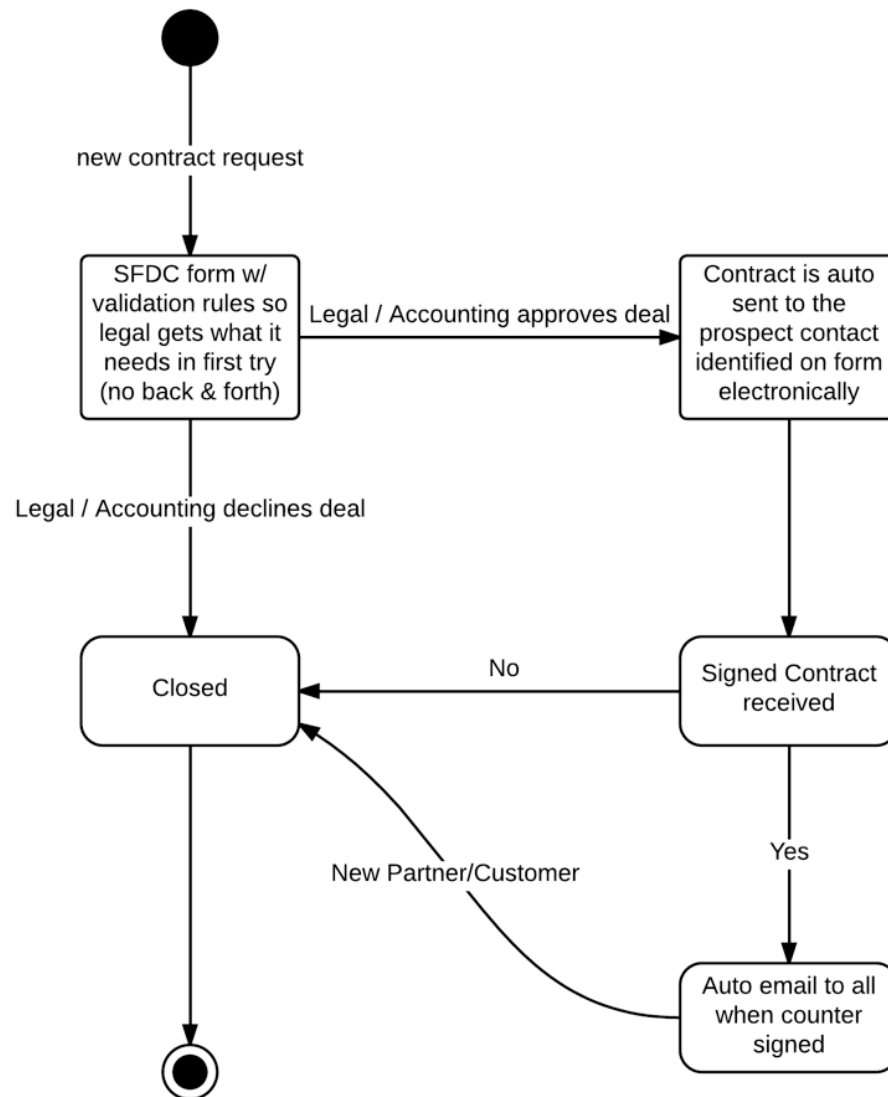 new contract request
SFDC form w/
validation rules so
legal gets what it
needs in first try
(no back & forth)
Legal / Accounting approves deal
Contract is auto
sent to the
prospect contact
identified on form
electronically
Legal / Accounting declines deal
Closed
No
Signed Contract
received
Yes
New Partner/Customer
Auto email to all
when counter
signed